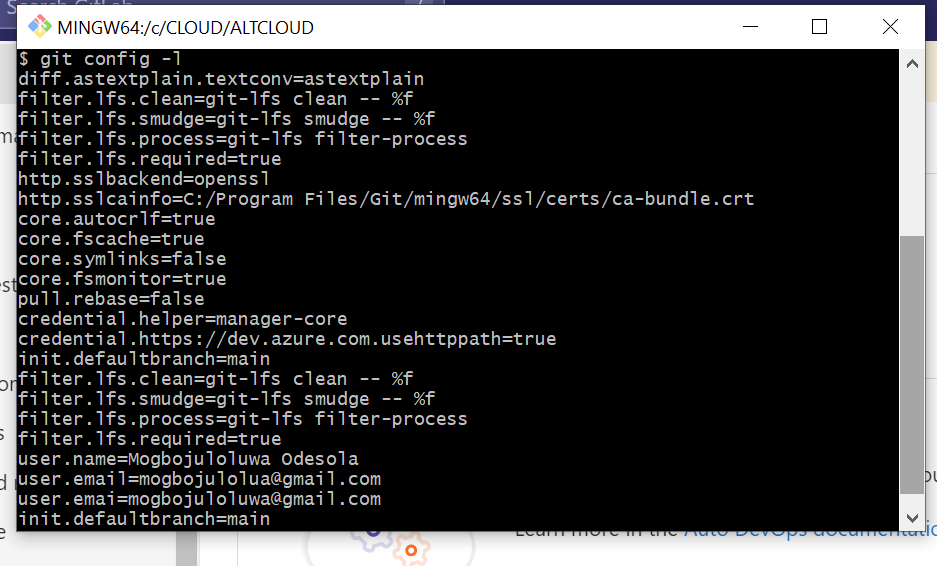 Search GitLab
MINGW64:/c/CLOUD/ALTCLOUD
$ git config -l
diff.astextplain.textconv=astextplain
filter.lfs.clean=git-lfs clean -- %f
filter.lfs.smudge=git-lfs smudge -- %f
filter.lfs.process=git-lfs filter-process
filter.lfs.required=true
http.sslbackend=openssl
http.sslcainfo=C:/Program Files/Git/mingw64/ssl/certs/ca-bundle.crt
core.autocrlf=true
core.fscache=true
core.symlinks=false
core.fsmonitor=true
pull.rebase=false
credential.helper=manager-core
credential.https://dev.azure.com.usehttppath=true
init.defaultbranch=main
filter.lfs.clean=git-lfs clean -- %f
filter.lfs.smudge=git-lfs smudge -- %f
filter.lfs.process=git-lfs filter-process
filter.lfs.required=true
user.name=Mogbojuloluwa Odesola
user.email=mogbojulolua@gmail.com
user.emai=mogbojuloluwa@gmail.com
init.defaultbranch=main
Learn more in the Auto DevOps documentatio